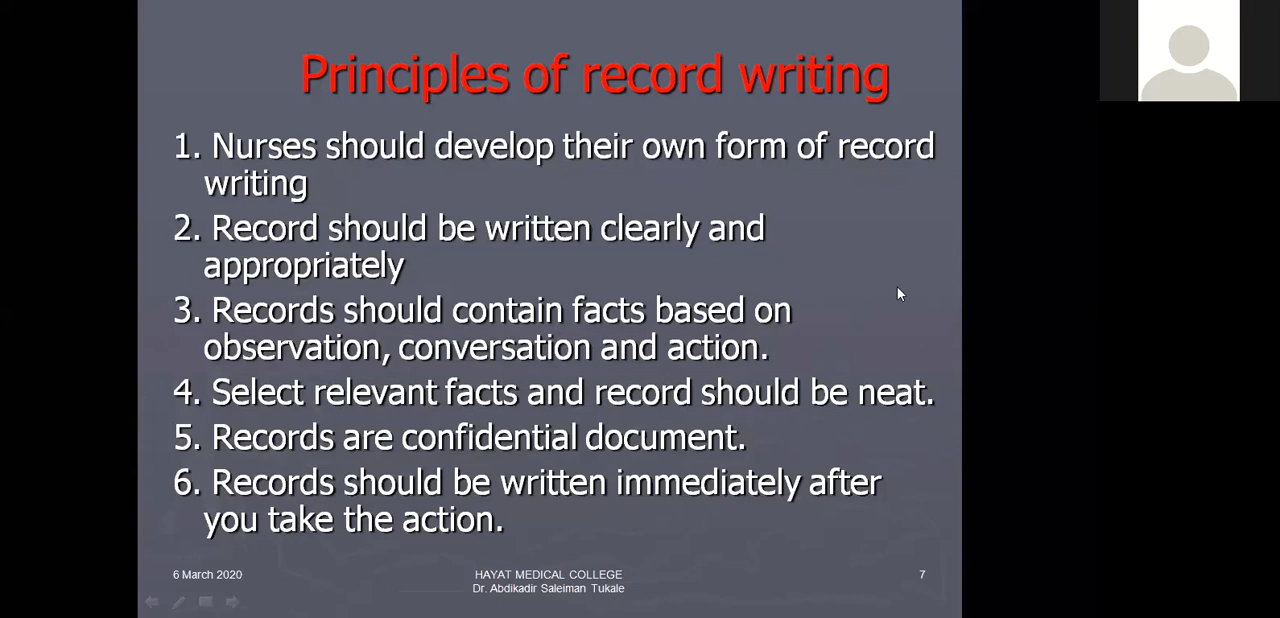 Principles of record writing
1. Nurses should develop their own form of record
writing
2. Record should be written clearly and
appropriately
3. Records should contain facts based on
observation, conversation and action.
4. Select relevant facts and record should be neat.
5. Records are confidential document.
6. Records should be written immediately after
you take the action.
6 March 2020
HAYAT MEDICAL COLLEGE
Dr. Abdikadir Saleiman Tukale
7